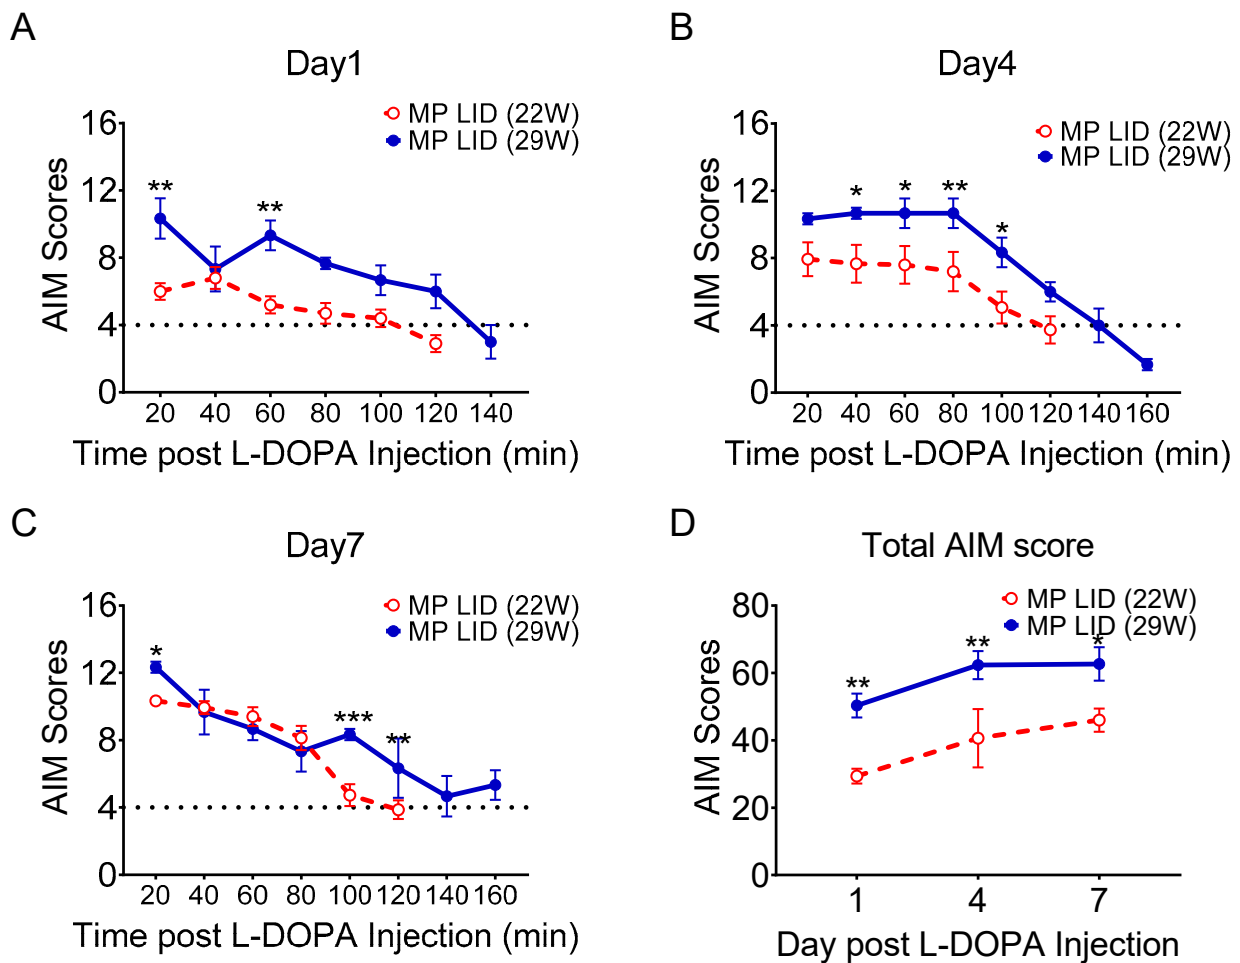 A
Day1
MP LID (22W)
MP LID (29W)
AIM Scores
16
12
8
4
0
**
**
20 40 60 80 100 120 140
Time post L-DOPA Injection (min)
B
Day4
MP LID (22W)
MP LID (29W)
AIM Scores
16
12
8
4
0
* * ** *
20 40 60 80 100 120 140 160
Time post L-DOPA Injection (min)
C
Day7
MP LID (22W)
MP LID (29W)
AIM Scores
16
12
8
4
0
* *** **
20 40 60 80 100 120 140 160
Time post L-DOPA Injection (min)
D
Total AIM score
MP LID (22W)
MP LID (29W)
AIM Scores
80
60
40
20
0
** ** *
1 4 7
Day post L-DOPA Injection